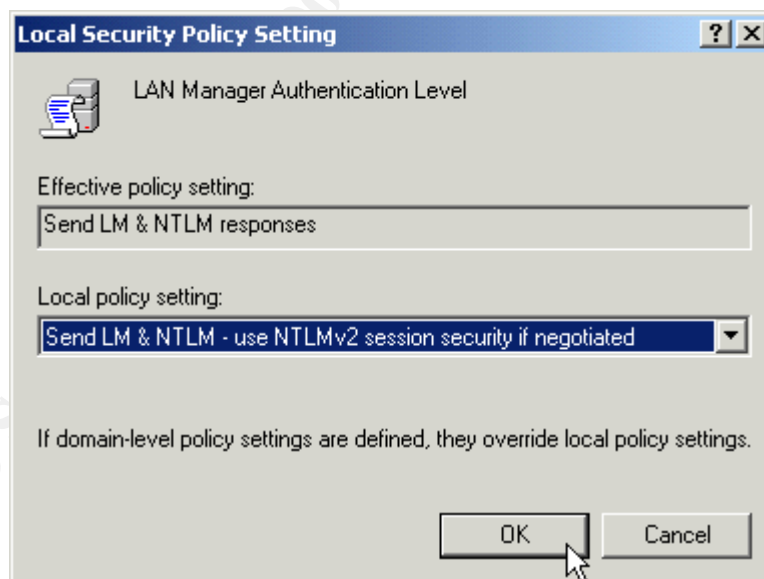 Local Security Policy Setting
LAN Manager Authentication Level
Effective policy setting:
Send LM & NTLM responses
Local policy setting:
Send LM & NTLM - use NTLMv2 session security if negotiated
If domain-level policy settings are defined, they override local policy settings.
OK Cancel